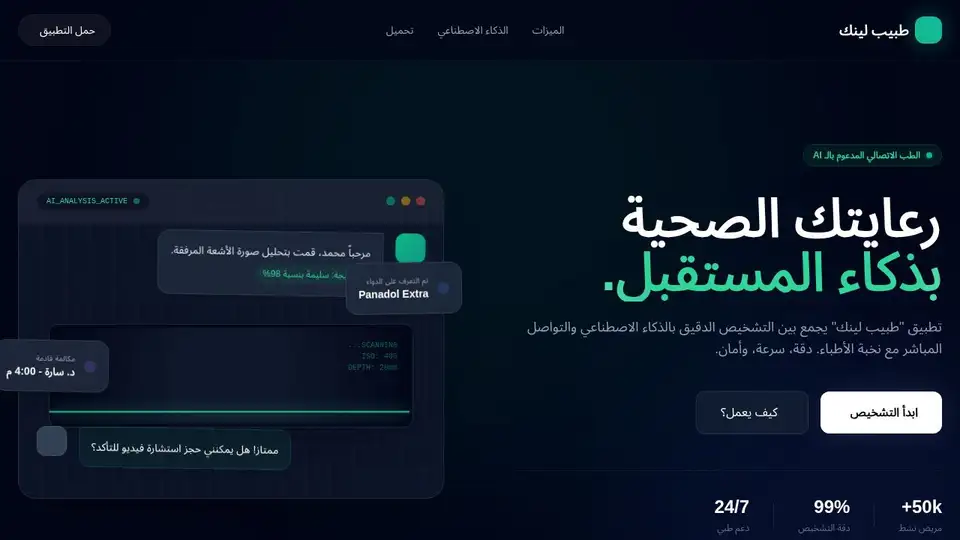 طبيب لينك
الميزات
الذكاء الاصطناعي
تحميل
حمل التطبيق
الطب الاتصالي المدعوم بالـ AI
رعايتك الصحية
بذكاء المستقبل.
تطبيق "طبيب لينك" يجمع بين التشخيص الدقيق بالذكاء الاصطناعي والتواصل
المباشر مع نخبة الأطباء. دقة، سرعة، وأمان.
ابدأ التشخيص
كيف يعمل؟
+50k
مريض نشط
99%
دقة التشخيص
24/7
دعم طبي
AI_ANALYSIS_ACTIVE
مرحباً محمد، قمت بتحليل صورة الأشعة المرفقة.
سليمة بنسبة 98%
تم التعرف على الدواء
Panadol Extra
SCANNING...
ISO: 400
DEPTH:
مكالمة قادمة
د. سارة - 4:00 م
ممتاز! هل يمكنني حجز استشارة فيديو للتأكد؟